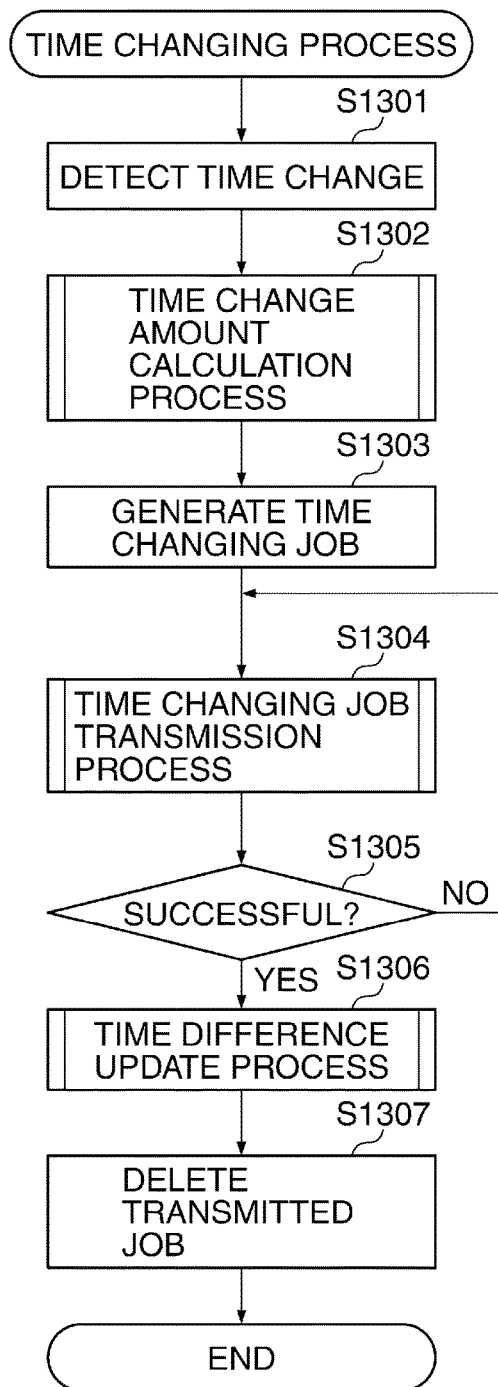 TIME CHANGING PROCESS
S1301
DETECT TIME CHANGE
S1302
TIME CHANGE
AMOUNT
CALCULATION
PROCESS
S1303
GENERATE TIME
CHANGING JOB
S1304
TIME CHANGING JOB
TRANSMISSION
PROCESS
S1305
SUCCESSFUL?
NO
YES
S1306
TIME DIFFERENCE
UPDATE PROCESS
S1307
DELETE
TRANSMITTED
JOB
END